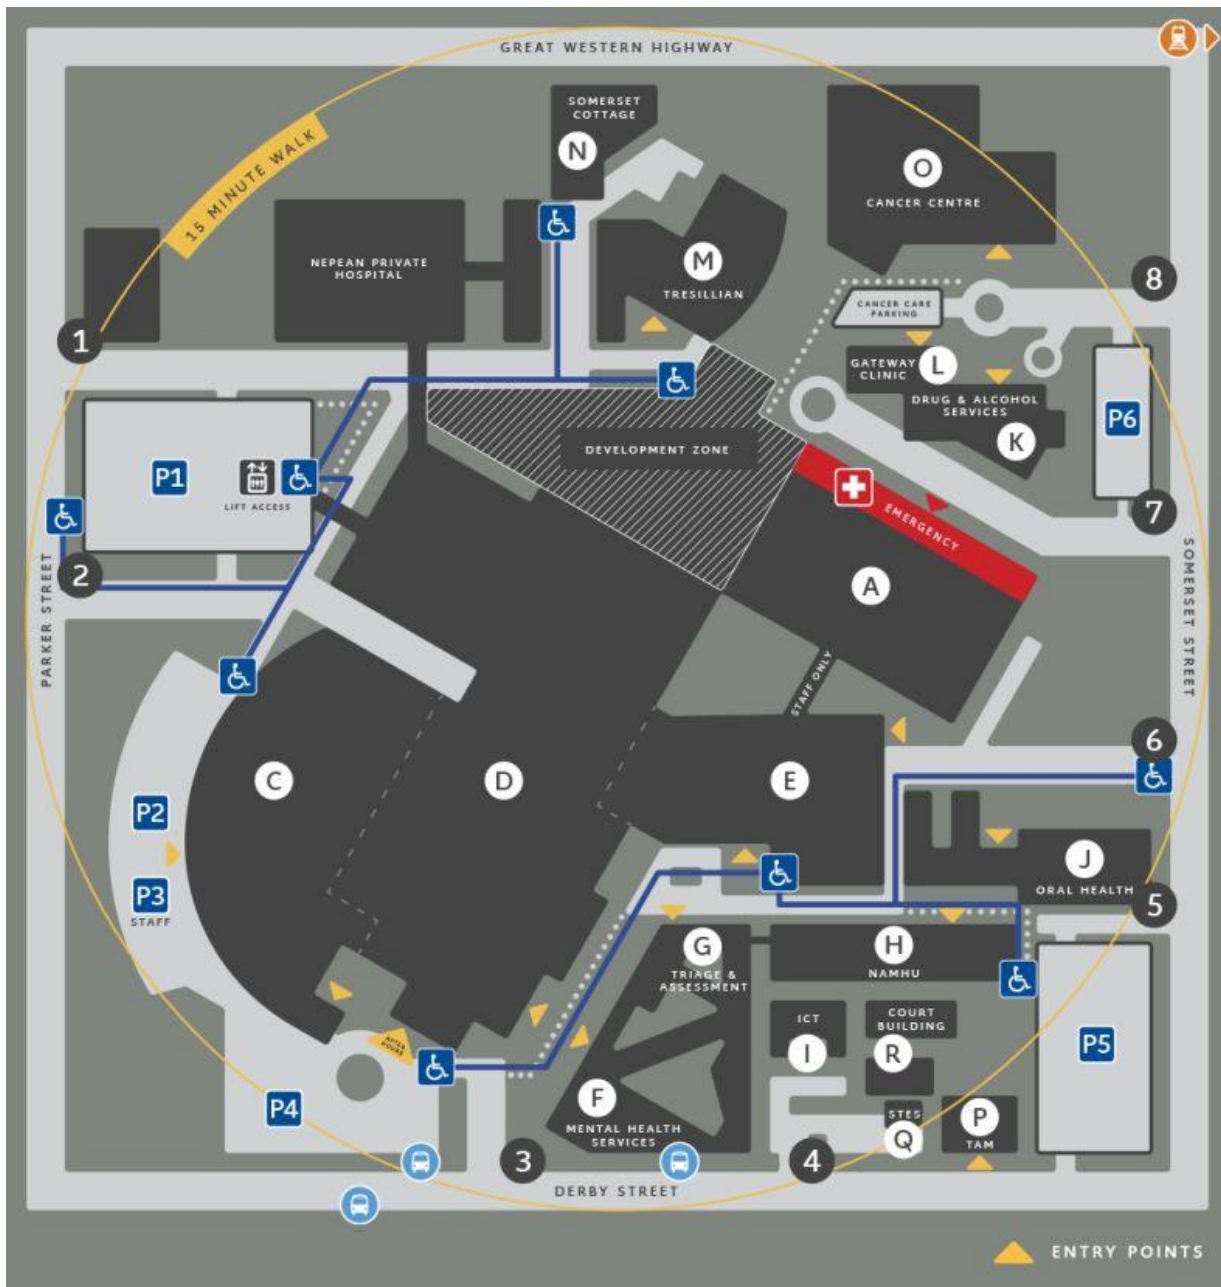 GREAT WESTERN HIGHWAY
15 MINUTE WALK
SOMERSET
COTTAGE
N
O
CANCER CENTRE
NEPEAN PRIVATE
HOSPITAL
M
TRESILLIAN
8
CANCER CARE
PARKING
1
GATEWAY
CLINIC
L
DRUG & ALCOHOL
SERVICES
K
P6
DEVELOPMENT ZONE
P1
LIFT ACCESS
EMERGENCY
7
2
A
PARKER STREET
SOMERSET STREET
STAFF ONLY
6
C
D
E
P2
P3
STAFF
J
ORAL HEALTH
5
G
TRIAGE &
ASSESSMENT
H
NAMHU
AFTER
HOURS
ICT
I
COURT
BUILDING
R
P5
P4
F
MENTAL HEALTH
SERVICES
STES
Q
P
TAM
3
4
DERBY STREET
ENTRY POINTS